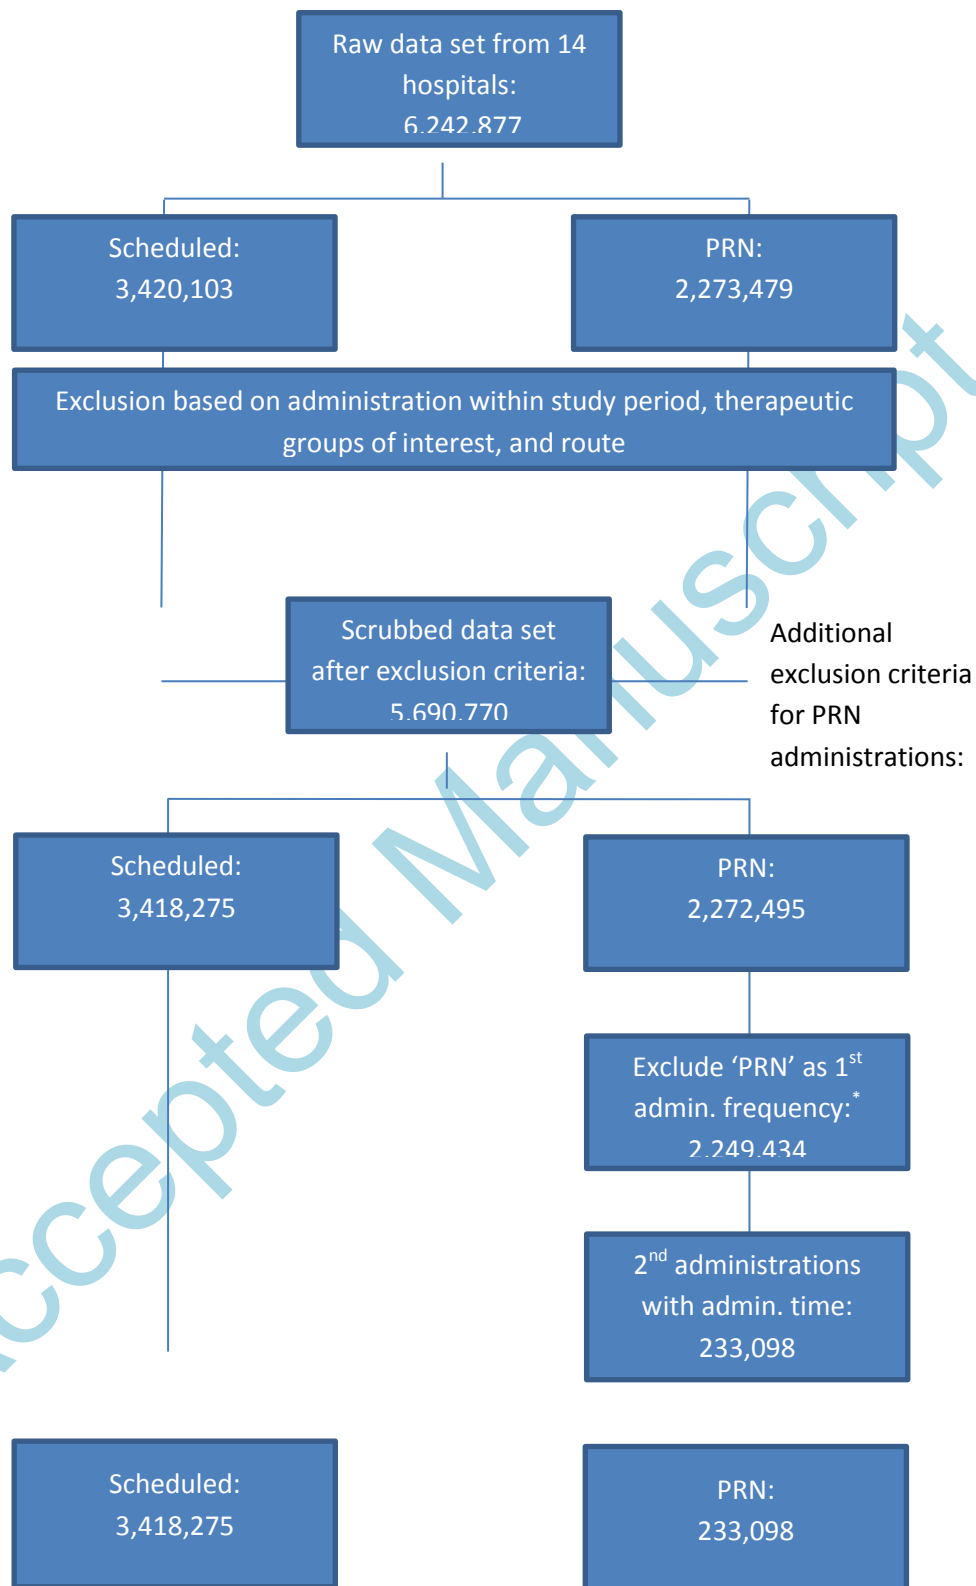 Raw data set from 14
hospitals:
6,242,877
Scheduled:
3,420,103
PRN:
2,273,479
Exclusion based on administration within study period, therapeutic
groups of interest, and route
Scrubbed data set
after exclusion criteria:
5,690,770
Additional
exclusion criteria
for PRN
administrations:
Scheduled:
3,418,275
PRN:
2,272,495
Exclude ‘PRN’ as 1st
admin. frequency:*
2,249,434
2nd administrations
with admin. time:
233,098
Scheduled:
3,418,275
PRN:
233,098
Accepted Manuscript